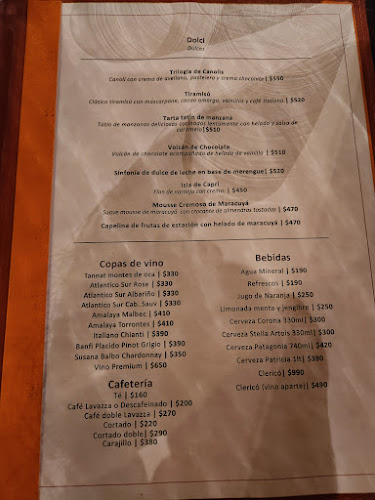 Dolci
Dulces
Trilogia de Canolis
Canoli con crema de avellana, pastelera y crema chocolate| $550
Tiramisú
Clásico tiramisú con mascarpone, cacao amargo, vainilla y café italiano| $520
Tarta tatin de manzana
Tatin de manzanas deliciosas cocinadas lentamente con helado y salsa de
caramelo|$510
Volcán de Chocolate
Volcán de chocolate acompañado de helado de vainilla | $510
Sinfonía de dulce de leche en base de merengue| $520
Isla de Capri
Flan de naranja con crema | $450
Mousse Cremoso de Maracuyá
Suave mousse de maracuyá con crocante de almendras tostadas | $470
Capelina de frutas de estación con helado de maracuyá | $470
Copas de vino
Tannat montes de oca | $330
Atlantico Sur Rose | $330
Atlantico Sur Albariño | $330
Atlantico Sur Cab. Sauv | $330
Amalaya Malbec | $410
Amalaya Torrontes | $410
Italiano Chianti | $390
Banfi Placido Pinot Grigio | $390
Susana Balbo Chardonnay | $350
Vino Premium | $650
Cafetería
Té | $160
Café Lavazza o Descafeinado | $200
Café doble Lavazza | $270
Cortado | $220
Cortado doble| $290
Carajillo | $380
Bebidas
Agua Mineral | $190
Refrescos | $190
Jugo de Naranja | $250
Limonada menta y jengibre | $250
Cerveza Corona 330ml| $300
Cerveza Stella Artois 330ml| $300
Cerveza Patagonia 740ml| $420
Cerveza Patricia 1lt| $380
Clericó| $990
Clericó (vino aparte)| $490